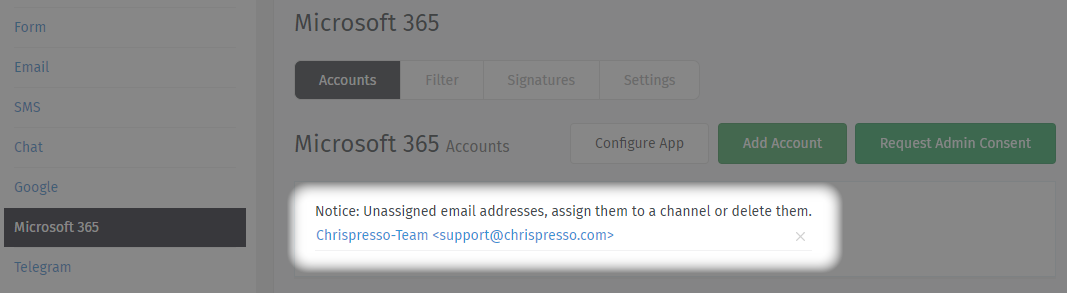 Form
Email
SMS
Chat
Google
Microsoft 365
Telegram
Microsoft 365
Accounts Filter Signatures Settings
Microsoft 365 Accounts Configure App Add Account Request Admin Consent
Notice: Unassigned email addresses, assign them to a channel or delete them.
Chrispresso-Team <support@chrispresso.com>